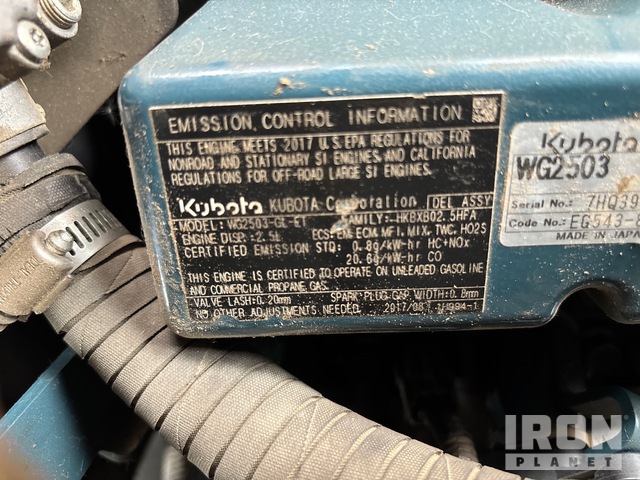 EMISSION CONTROL INFORMATION
THIS ENGINE MEETS 2017 U.S. EPA REGULATIONS FOR
NONROAD AND STATIONARY SI ENGINES AND CALIFORNIA
REGULATIONS FOR OFF-ROAD LARGE SI ENGINES.
Kubota KUBOTA Corporation DEL ASSY
MODEL: WG2503-GL-E1 FAMILY: HKBXB02.5HFA
ENGINE DISP.: 2.5L ECS: EM ECM MFI, MIX, TWC, HO2S
CERTIFIED EMISSION STD: 0.8g/kW-hr HC+NOx
20.6g/kW-hr CO
THIS ENGINE IS CERTIFIED TO OPERATE ON UNLEADED GASOLINE
AND COMMERCIAL PROPANE GAS.
VALVE LASH: 0.20mm SPARK PLUG GAP WIDTH: 0.8mm
NO OTHER ADJUSTMENTS NEEDED. 2017/08
Kubota
WG2503
Serial No.: 7HQ39
Code No.: EG543-
MADE IN JAPAN
IRON
PLANET